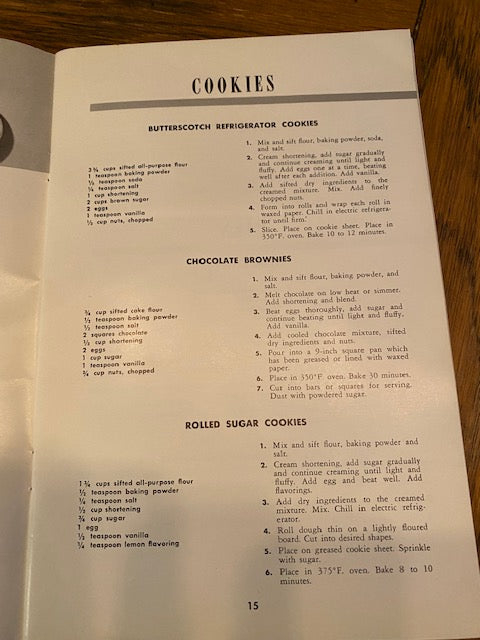 COOKIES
BUTTERSCOTCH REFRIGERATOR COOKIES
3 ¾ cups sifted all-purpose flour
1 teaspoon baking powder
½ teaspoon soda
¼ teaspoon salt
1 cup shortening
2 cups brown sugar
2 eggs
1 teaspoon vanilla
½ cup nuts, chopped
1. Mix and sift flour, baking powder, soda,
and salt.
2. Cream shortening, add sugar gradually
and continue creaming until light and
fluffy. Add eggs one at a time, beating
well after each addition. Add vanilla.
3. Add sifted dry ingredients to the
creamed mixture. Mix. Add finely
chopped nuts.
4. Form into rolls and wrap each roll in
waxed paper. Chill in electric refrigera-
tor until firm.
5. Slice. Place on cookie sheet. Place in
350°F. oven. Bake 10 to 12 minutes.
CHOCOLATE BROWNIES
¾ cup sifted cake flour
½ teaspoon baking powder
½ teaspoon salt
2 squares chocolate
½ cup shortening
2 eggs
1 cup sugar
1 teaspoon vanilla
¾ cup nuts, chopped
1. Mix and sift flour, baking powder, and
salt.
2. Melt chocolate on low heat or simmer.
Add shortening and blend.
3. Beat eggs thoroughly, add sugar and
continue beating until light and fluffy.
Add vanilla.
4. Add cooled chocolate mixture, sifted
dry ingredients and nuts.
5. Pour into a 9-inch square pan which
has been greased or lined with waxed
paper.
6. Place in 350°F. oven. Bake 30 minutes.
7. Cut into bars or squares for serving.
Dust with powdered sugar.
ROLLED SUGAR COOKIES
1 ¾ cups sifted all-purpose flour
½ teaspoon baking powder
¼ teaspoon salt
½ cup shortening
¾ cup sugar
1 egg
½ teaspoon vanilla
¼ teaspoon lemon flavoring
1. Mix and sift flour, baking powder and
salt.
2. Cream shortening, add sugar gradually
and continue creaming until light and
fluffy. Add egg and beat well. Add
flavorings.
3. Add dry ingredients to the creamed
mixture. Mix. Chill in electric refrig-
erator.
4. Roll dough thin on a lightly floured
board. Cut into desired shapes.
5. Place on greased cookie sheet. Sprinkle
with sugar.
6. Place in 375°F. oven. Bake 8 to 10
minutes.
15